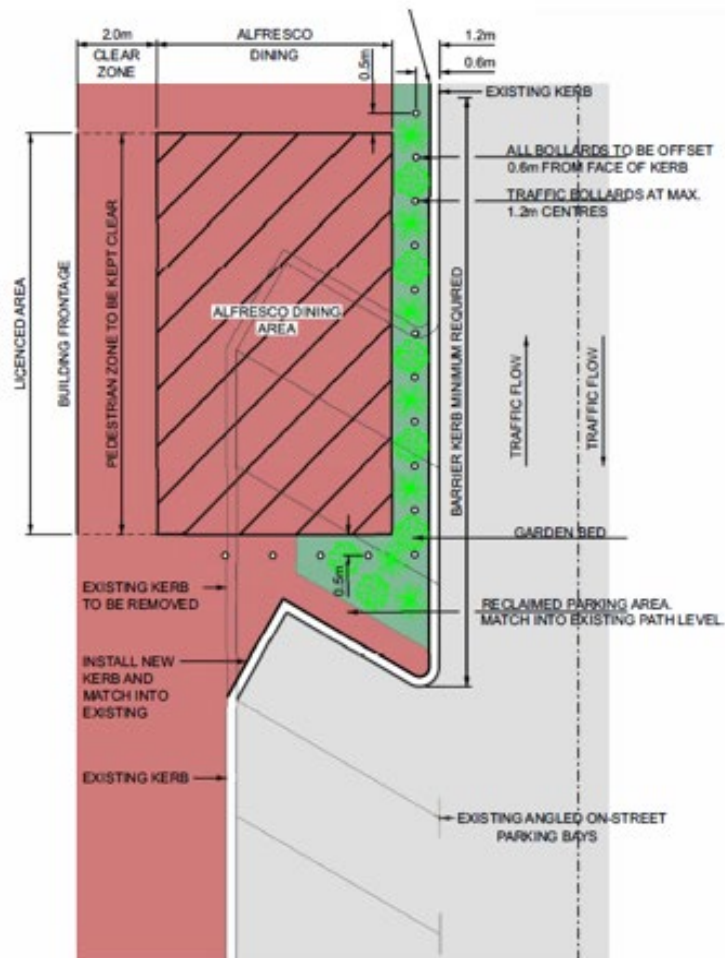 2.0m
CLEAR
ZONE
ALFRESCO
DINING
0.5m
1.2m
0.6m
EXISTING KERB
ALL BOLLARDS TO BE OFFSET
0.6m FROM FACE OF KERB
TRAFFIC BOLLARDS AT MAX.
1.2m CENTRES
LICENCED AREA
BUILDING FRONTAGE
PEDESTRIAN ZONE TO BE KEPT CLEAR
ALFRESCO DINING
AREA
BARRIER KERB MINIMUM REQUIRED
TRAFFIC FLOW
TRAFFIC FLOW
GARDEN BED
EXISTING KERB
TO BE REMOVED
0.5m
RECLAIMED PARKING AREA.
MATCH INTO EXISTING PATH LEVEL.
INSTALL NEW
KERB AND
MATCH INTO
EXISTING
EXISTING KERB
EXISTING ANGLED ON-STREET
PARKING BAYS